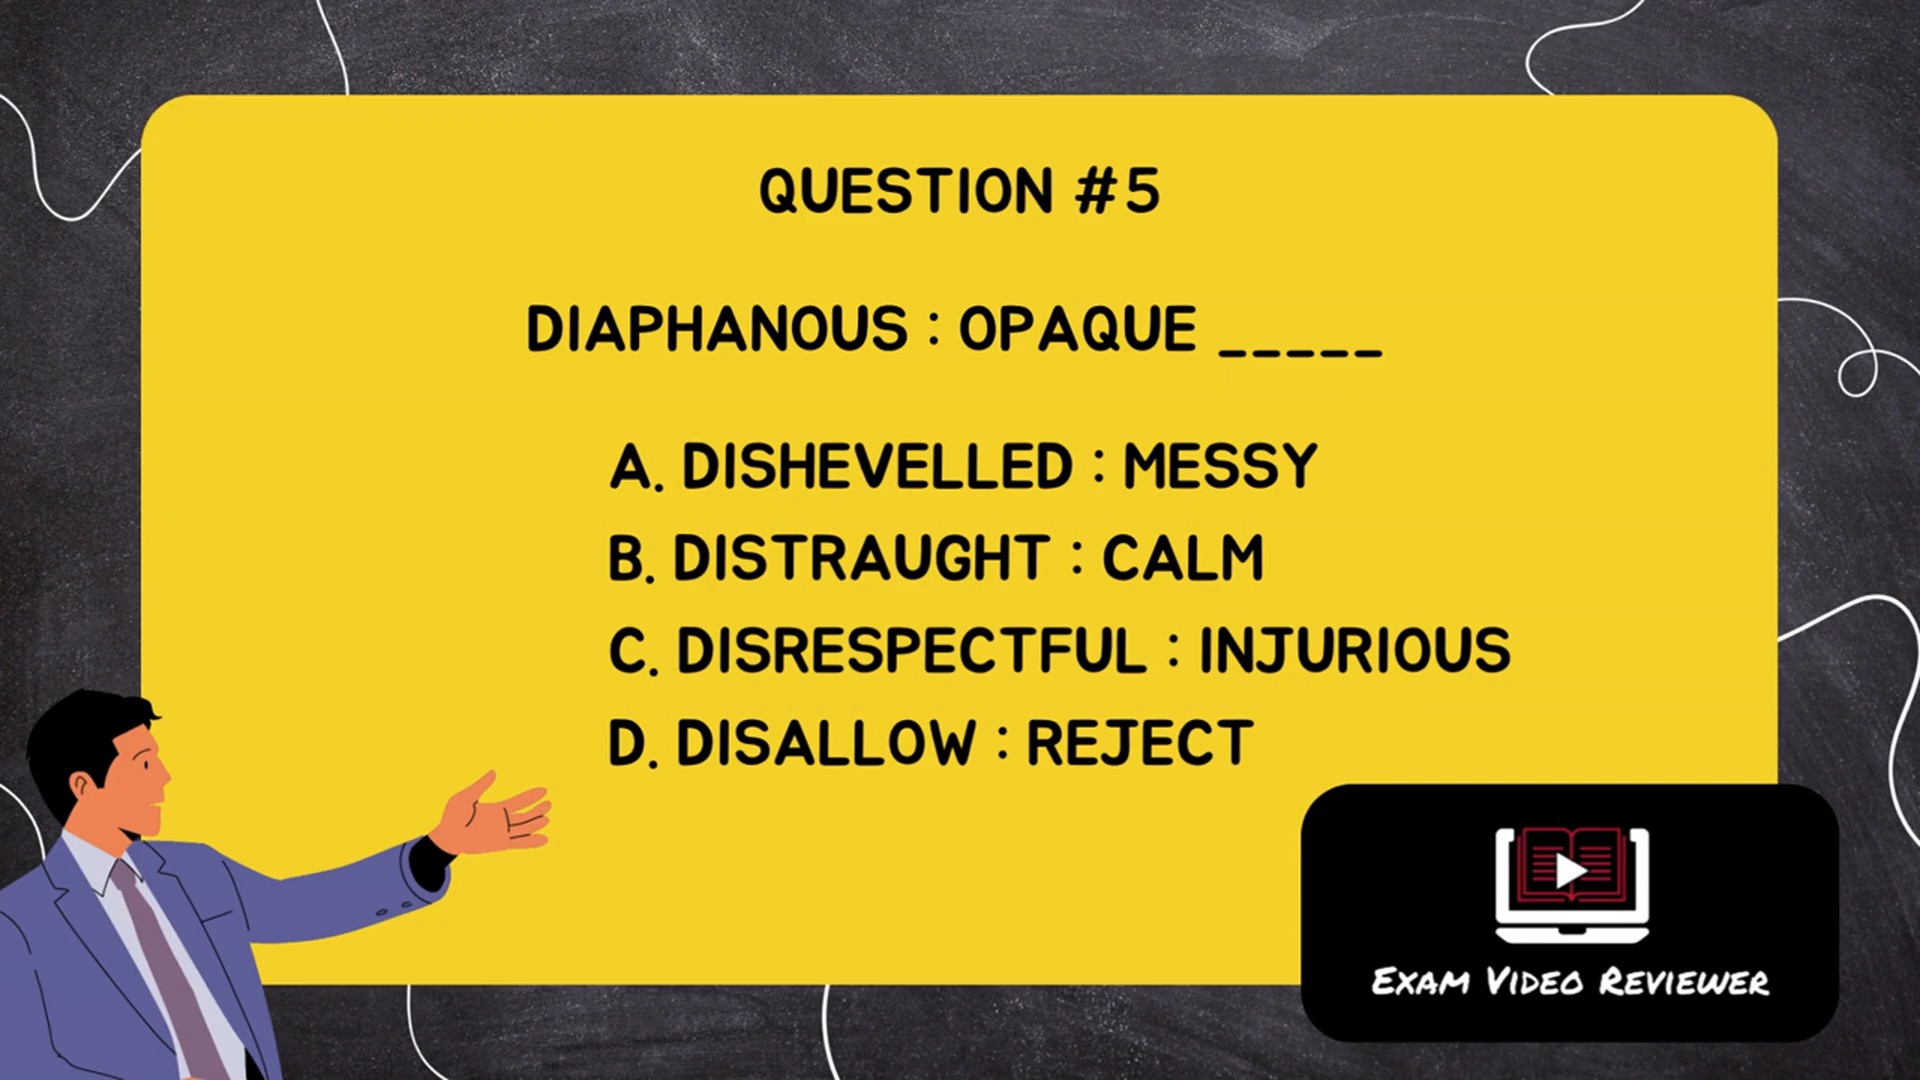 QUESTION #5
DIAPHANOUS : OPAQUE _____
A. DISHEVELLED : MESSY
B. DISTRAUGHT : CALM
C. DISRESPECTFUL : INJURIOUS
D. DISALLOW : REJECT
EXAM VIDEO REVIEWER